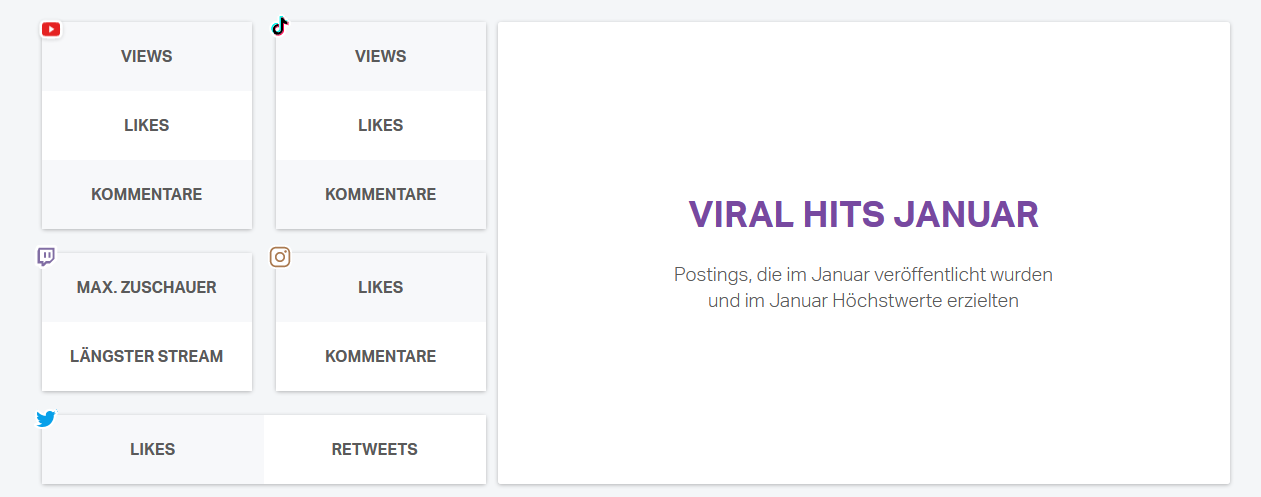 VIEWS
LIKES
KOMMENTARE
VIEWS
LIKES
KOMMENTARE
MAX. ZUSCHAUER
LÄNGSTER STREAM
LIKES
KOMMENTARE
LIKES
RETWEETS
VIRAL HITS JANUAR
Postings, die im Januar veröffentlicht wurden
und im Januar Höchstwerte erzielten